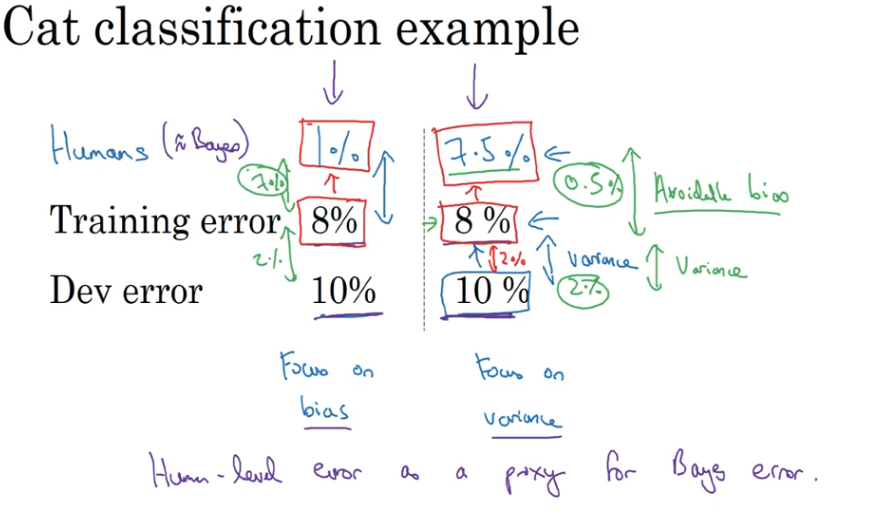 Cat classification example
Humans (≈ Bayes) 1% 7.5%
7% 0.5% Avoidable bias
Training error 8% 8 %
2% 2% Variance Variance
Dev error 10% 10 % 2%
Focus on bias
Focus on variance
Human-level error as a proxy for Bayes error.